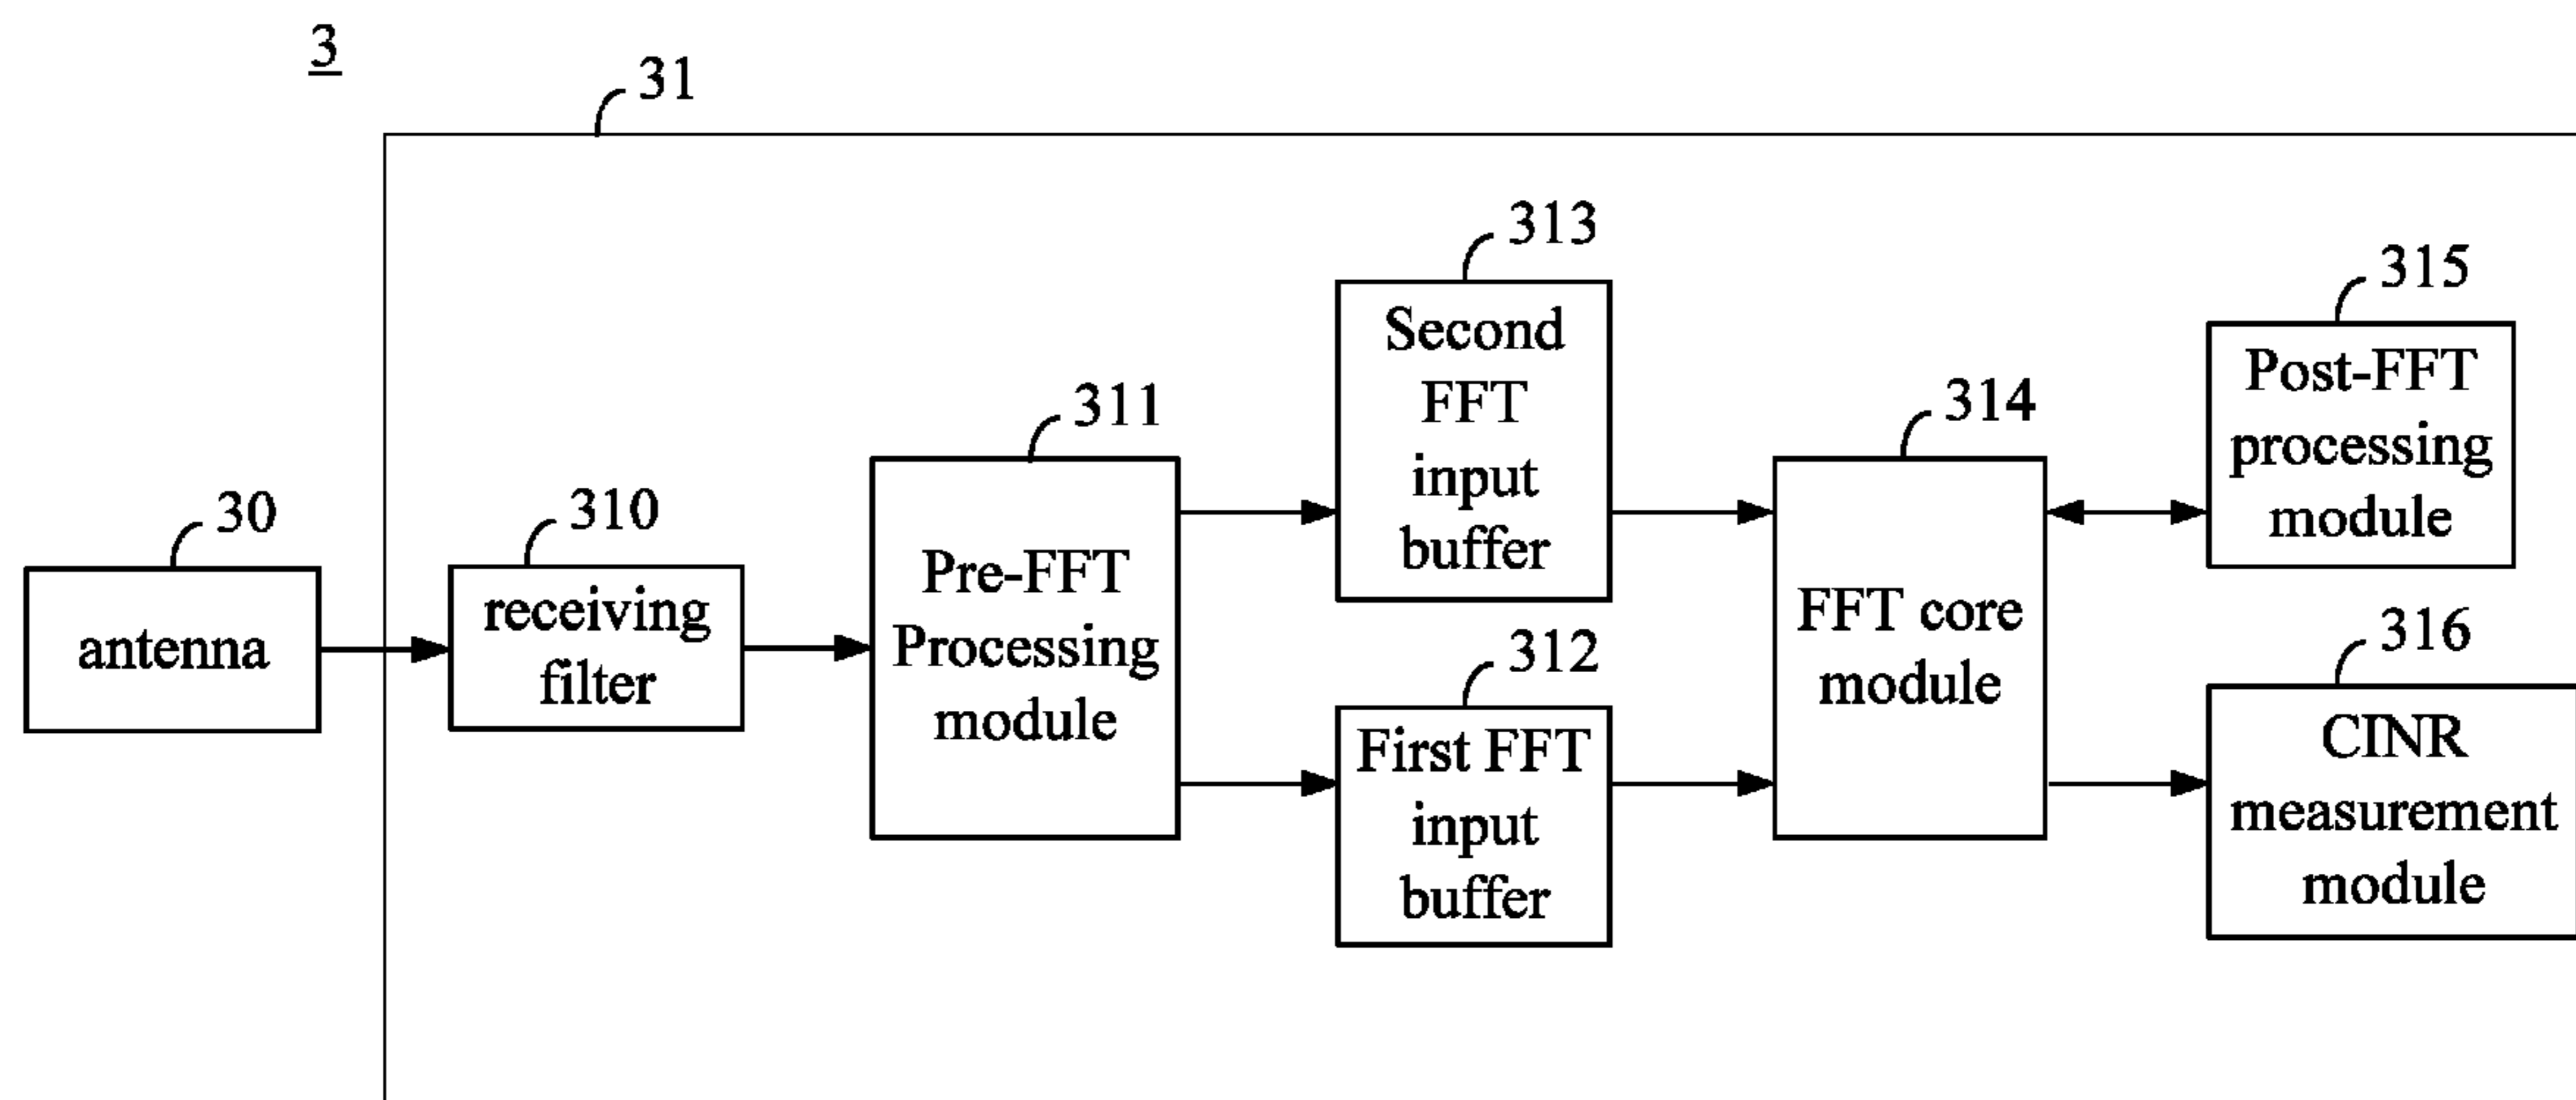 3
31
30
antenna
310
receiving
filter
311
Pre-FFT
Processing
module
313
Second
FFT
input
buffer
312
First FFT
input
buffer
314
FFT core
module
315
Post-FFT
processing
module
316
CINR
measurement
module